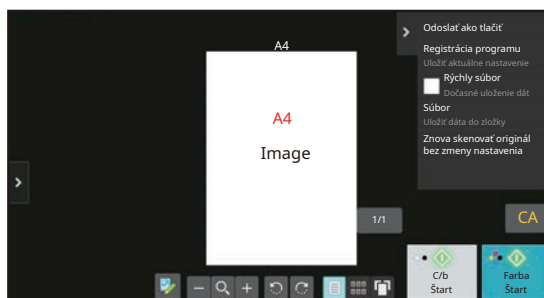 A4
A4
Image
1/1
Odoslať ako tlačiť
Registrácia programu
Uložiť aktuálne nastavenie
Rýchly súbor
Dočasné uloženie dát
Súbor
Uložiť dáta do zložky
Znova skenovať originál
bez zmeny nastavenia
CA
C/b
Štart
Farba
Štart